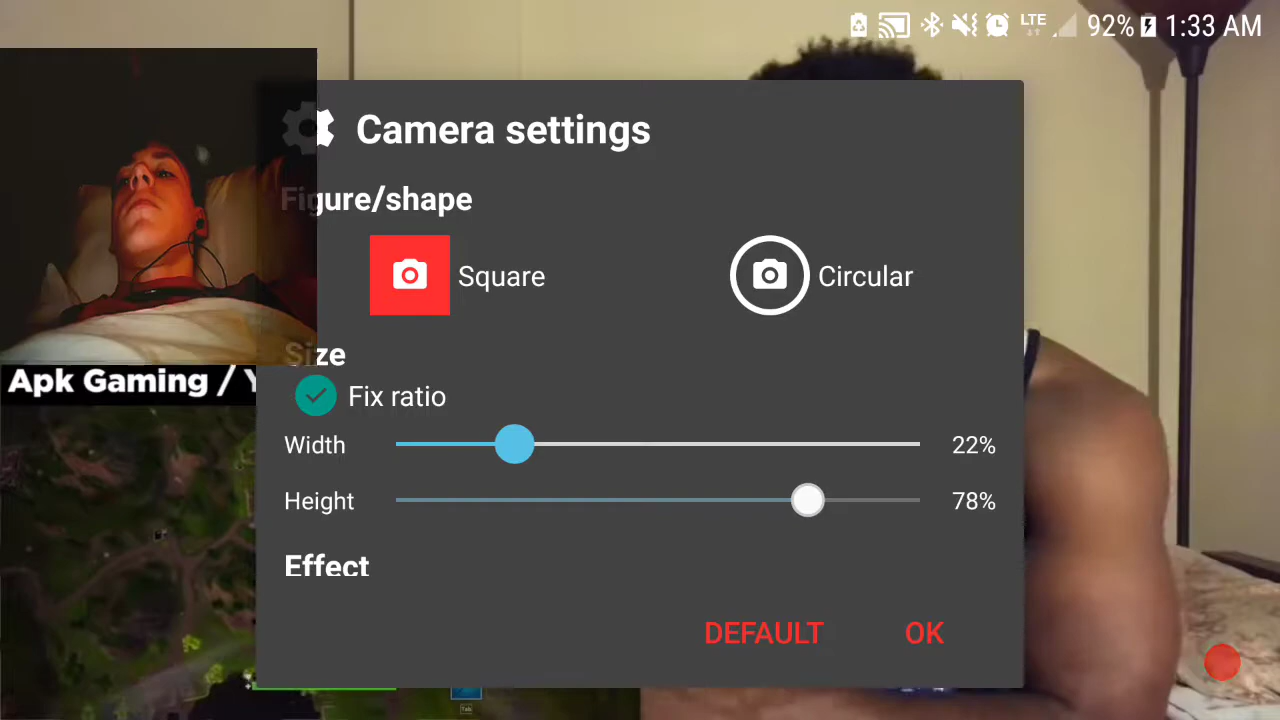 LTE 92% 1:33 AM
Camera settings
Figure/shape
Square
Circular
Size
Apk Gaming / Y
Fix ratio
Width 22%
Height 78%
Effect
DEFAULT OK